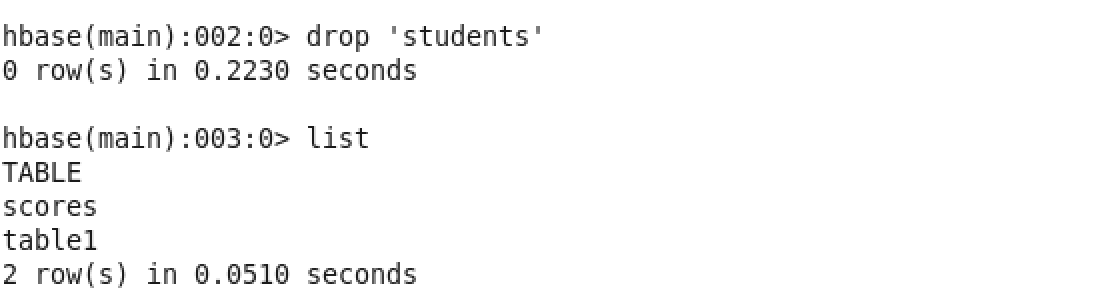 hbase(main):002:0> drop 'students'
0 row(s) in 0.2230 seconds
hbase(main):003:0> list
TABLE
scores
table1
2 row(s) in 0.0510 seconds